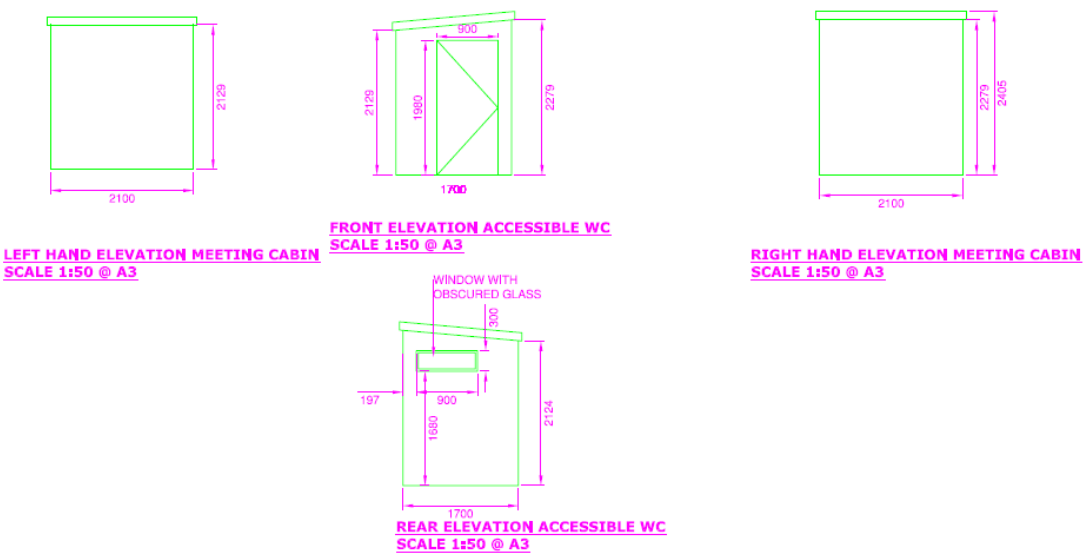 2129
2100
LEFT HAND ELEVATION MEETING CABIN
SCALE 1:50 @ A3
900
2129
1980
2279
FRONT ELEVATION ACCESSIBLE WC
SCALE 1:50 @ A3
2279
2405
2100
RIGHT HAND ELEVATION MEETING CABIN
SCALE 1:50 @ A3
WINDOW WITH
OBSCURED GLASS
300
197
900
1680
2124
1700
REAR ELEVATION ACCESSIBLE WC
SCALE 1:50 @ A3